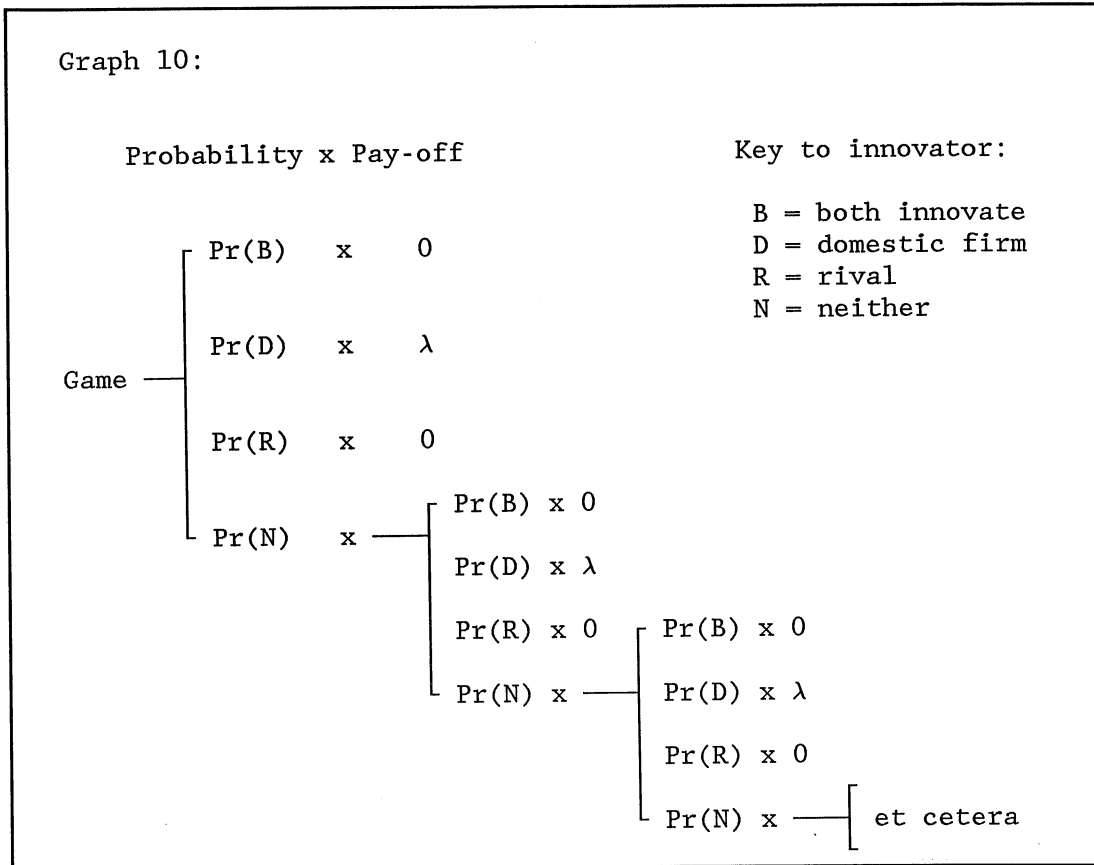 Graph 10:
Probability x Pay-off
Key to innovator:
B = both innovate
D = domestic firm
R = rival
N = neither
Pr(B) x 0
Pr(D) x λ
Game
Pr(R) x 0
Pr(N) x
Pr(B) x 0
Pr(D) x λ
Pr(R) x 0
Pr(N) x
Pr(B) x 0
Pr(D) x λ
Pr(R) x 0
Pr(N) x
et cetera